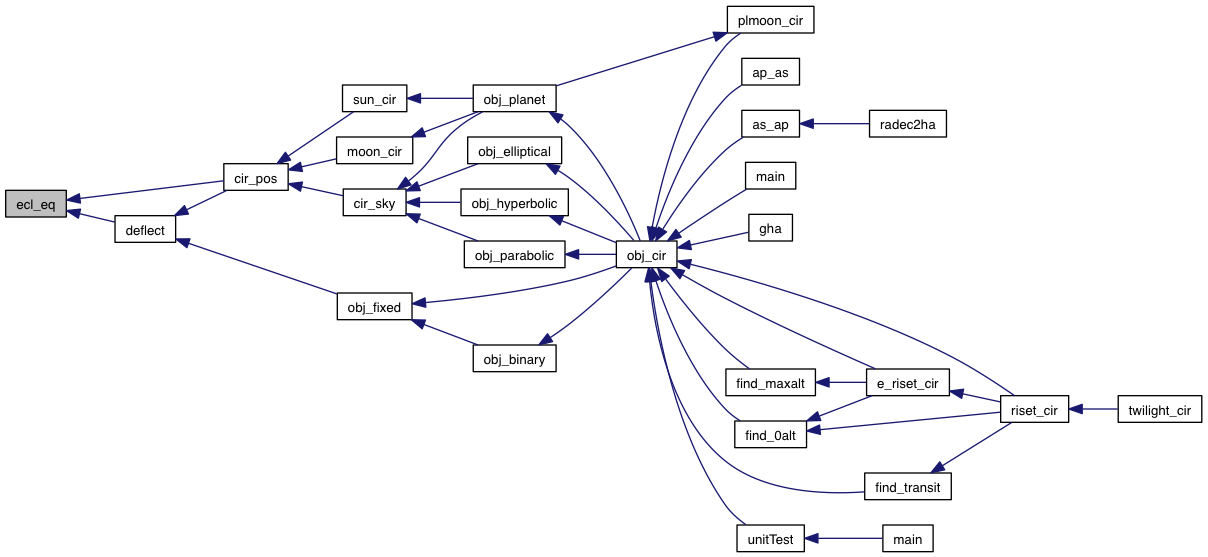 plmoon_cir
ap_as
sun_cir
obj_planet
as_ap
radec2ha
moon_cir
obj_elliptical
cir_pos
main
ecl_eq
cir_sky
obj_hyperbolic
deflect
gha
obj_parabolic
obj_cir
obj_fixed
obj_binary
find_maxalt
e_riset_cir
riset_cir
twilight_cir
find_0alt
find_transit
unitTest
main